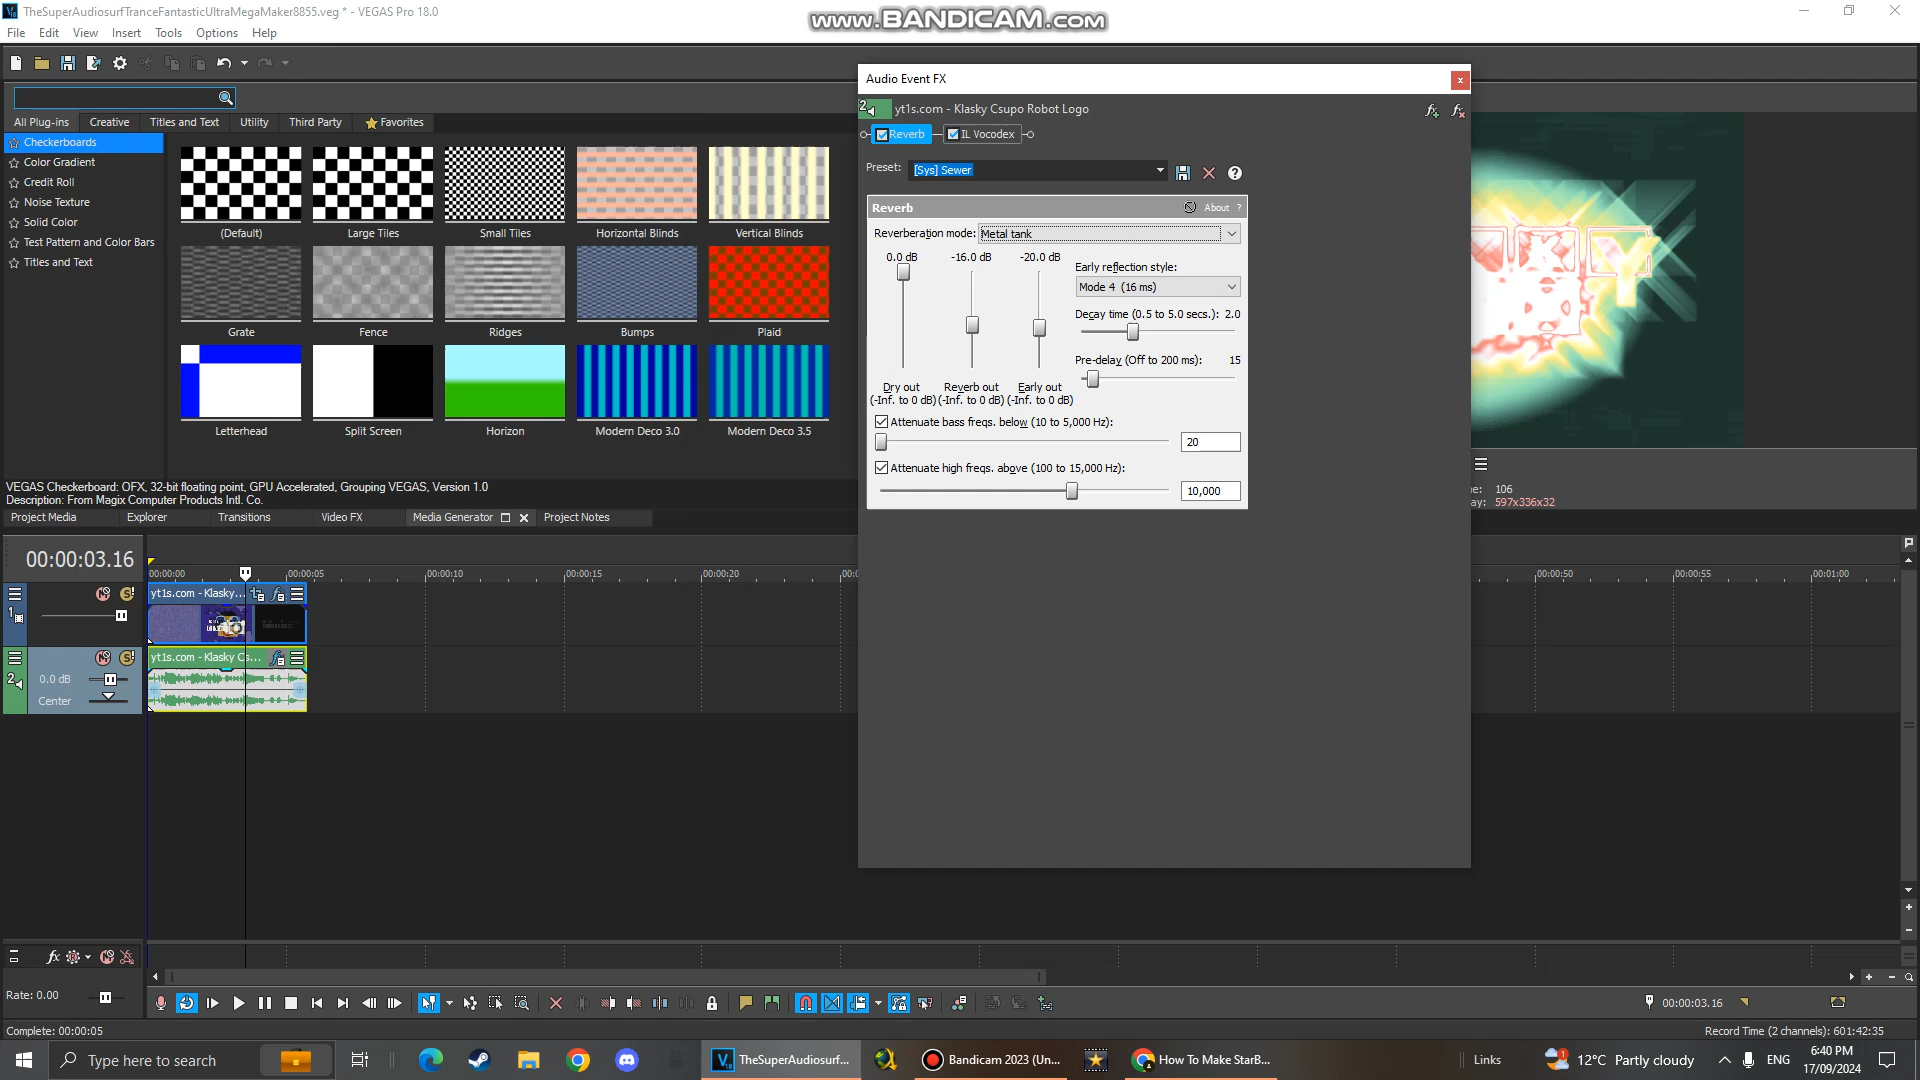 TheSuperAudiosurfTranceFantasticUltraMegaMaker8855.veg * - VEGAS Pro 18.0
www.BANDICAM.com
File Edit View Insert Tools Options Help
All Plug-ins Creative Titles and Text Utility Third Party Favorites
Checkerboards
Color Gradient
Credit Roll
Noise Texture
Solid Color
Test Pattern and Color Bars
Titles and Text
(Default) Large Tiles Small Tiles Horizontal Blinds Vertical Blinds
Grate Fence Ridges Bumps Plaid
Letterhead Split Screen Horizon Modern Deco 3.0 Modern Deco 3.5
VEGAS Checkerboard: OFX, 32-bit floating point, GPU Accelerated, Grouping VEGAS, Version 1.0
Description: From Magix Computer Products Intl. Co.
Project Media Explorer Transitions Video FX Media Generator Project Notes
Audio Event FX
2 yt1s.com - Klasky Csupo Robot Logo
Reverb IL Vocodex
Preset: [Sys] Sewer
Reverb About ?
Reverberation mode: Metal tank
0.0 dB -16.0 dB -20.0 dB
Early reflection style:
Mode 4 (16 ms)
Decay time (0.5 to 5.0 secs.): 2.0
Pre-delay (Off to 200 ms): 15
Dry out Reverb out Early out
(-Inf. to 0 dB) (-Inf. to 0 dB) (-Inf. to 0 dB)
Attenuate bass freqs. below (10 to 5,000 Hz):
20
Attenuate high freqs. above (100 to 15,000 Hz):
10,000
106
597x336x32
00:00:03.16
00:00:00 00:00:05 00:00:10 00:00:15 00:00:20 00:00:50 00:00:55 00:01:00
1 yt1s.com - Klasky...
yt1s.com - Klasky Cs...
2 0.0 dB
Center
Rate: 0.00
00:00:03.16
Complete: 00:00:05
Record Time (2 channels): 601:42:35
Type here to search
TheSuperAudiosurf... Bandicam 2023 (Un... How To Make StarB... Links 12°C Partly cloudy ENG
6:40 PM
17/09/2024